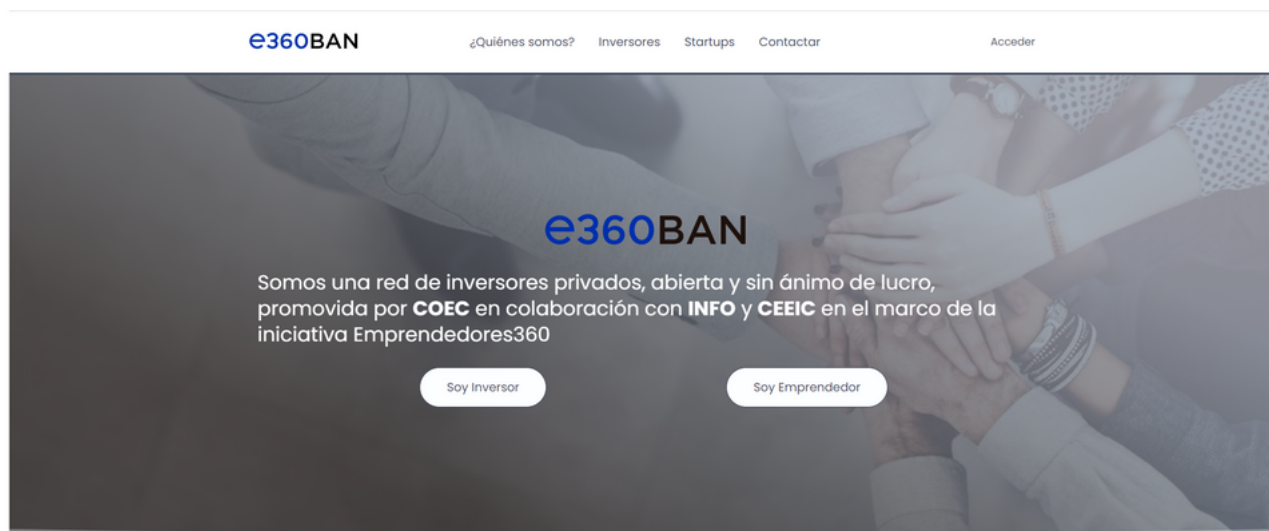 e360BAN
¿Quiénes somos? Inversores Startups Contactar Acceder
e360BAN
Somos una red de inversores privados, abierta y sin ánimo de lucro,
promovida por COEC en colaboración con INFO y CEEIC en el marco de la
iniciativa Emprendedores360
Soy Inversor
Soy Emprendedor